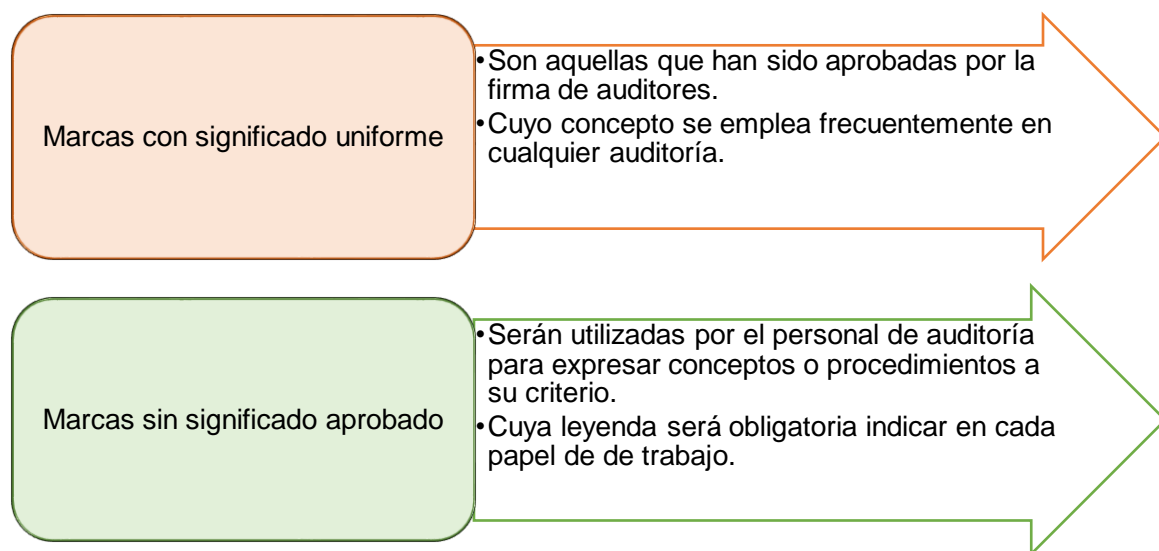 Marcas con significado uniforme
•Son aquellas que han sido aprobadas por la
firma de auditores.
•Cuyo concepto se emplea frecuentemente en
cualquier auditoría.
Marcas sin significado aprobado
•Serán utilizadas por el personal de auditoría
para expresar conceptos o procedimientos a
su criterio.
•Cuya leyenda será obligatoria indicar en cada
papel de de trabajo.